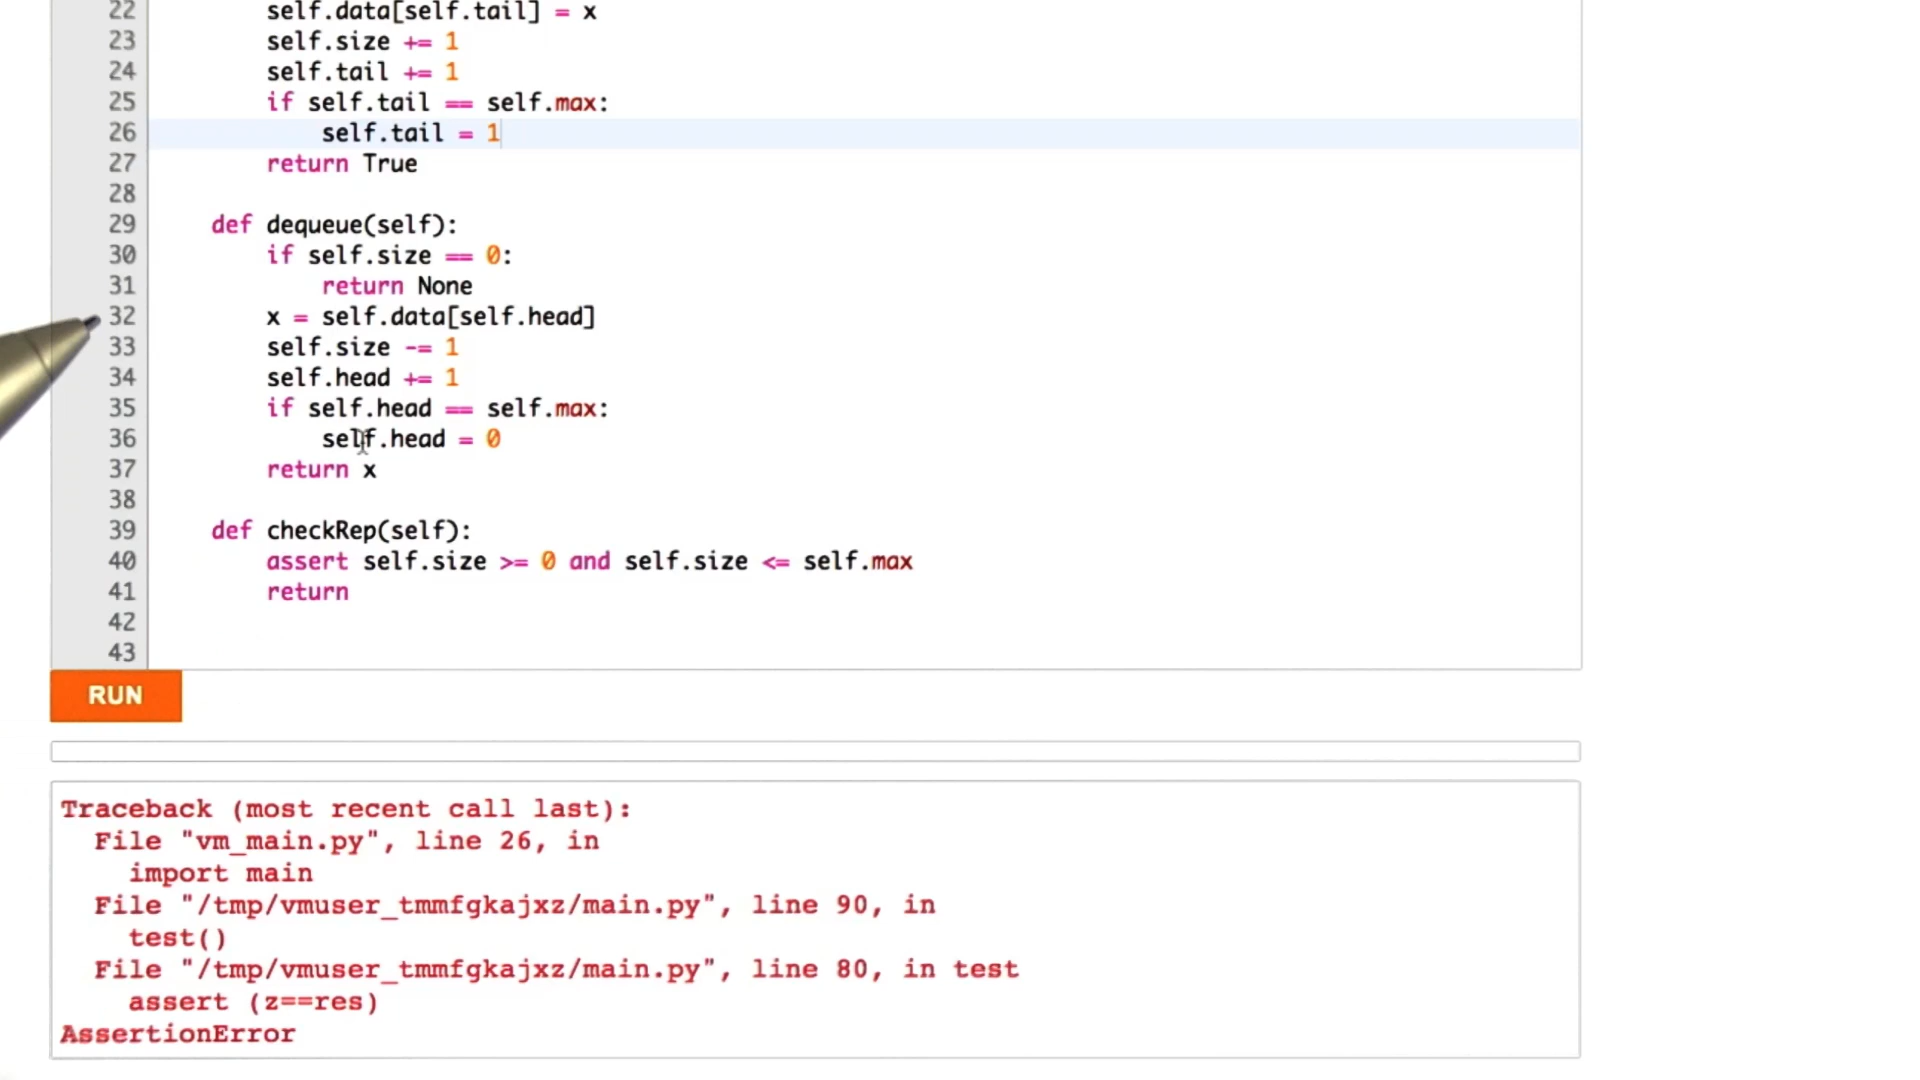 22 self.data[self.tail] = x
23 self.size += 1
24 self.tail += 1
25 if self.tail == self.max:
26 self.tail = 1
27 return True
28
29 def dequeue(self):
30 if self.size == 0:
31 return None
32 x = self.data[self.head]
33 self.size -= 1
34 self.head += 1
35 if self.head == self.max:
36 self.head = 0
37 return x
38
39 def checkRep(self):
40 assert self.size >= 0 and self.size <= self.max
41 return
42
43
RUN
Traceback (most recent call last):
File "vm_main.py", line 26, in
import main
File "/tmp/vmuser_tmmfgkajxz/main.py", line 90, in
test()
File "/tmp/vmuser_tmmfgkajxz/main.py", line 80, in test
assert (z==res)
AssertionError